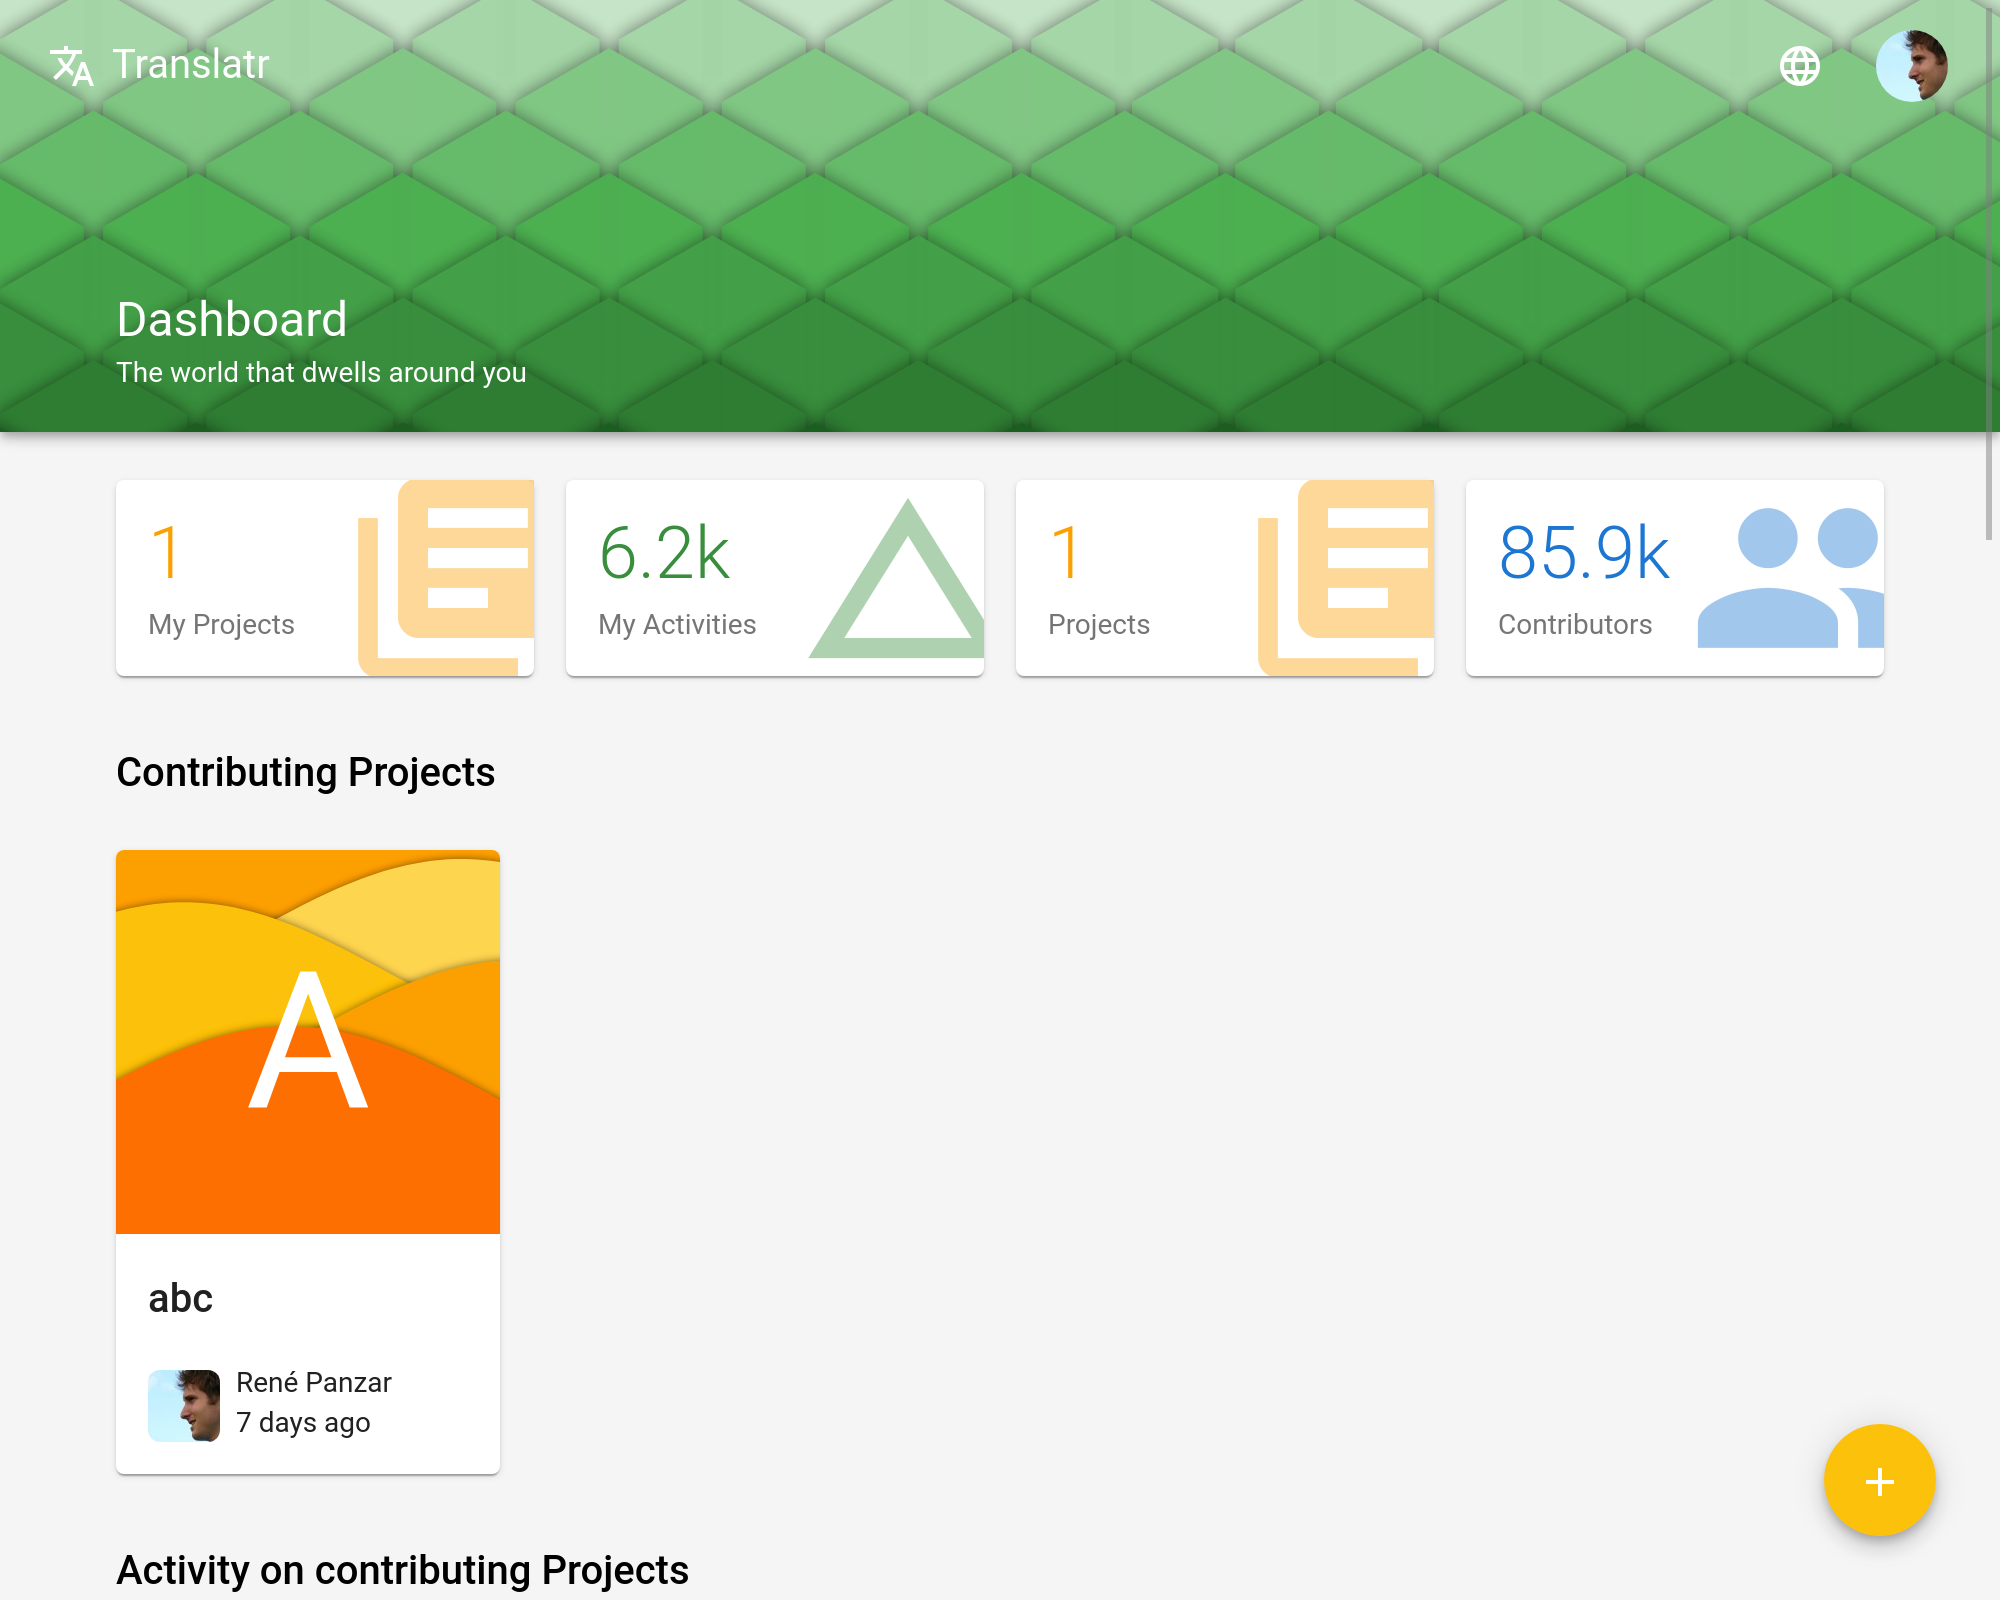 Translatr
Dashboard
The world that dwells around you
1
My Projects
6.2k
My Activities
1
Projects
85.9k
Contributors
Contributing Projects
A
abc
René Panzar
7 days ago
Activity on contributing Projects